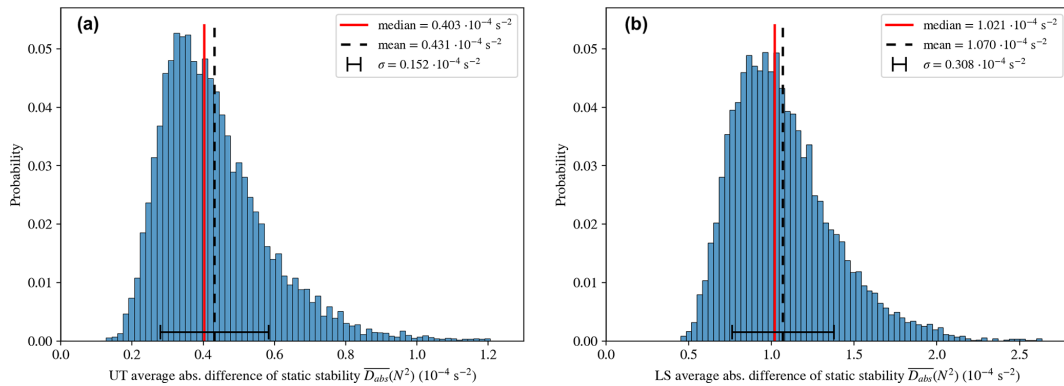 (a)
median = 0.403 ·10⁻⁴ s⁻²
mean = 0.431 ·10⁻⁴ s⁻²
σ = 0.152 ·10⁻⁴ s⁻²
0.05
0.04
0.03
0.02
0.01
0.00
Probability
0.0 0.2 0.4 0.6 0.8 1.0 1.2
UT average abs. difference of static stability D̅a̅b̅s̅(N²) (10⁻⁴ s⁻²)
(b)
median = 1.021 ·10⁻⁴ s⁻²
mean = 1.070 ·10⁻⁴ s⁻²
σ = 0.308 ·10⁻⁴ s⁻²
0.05
0.04
0.03
0.02
0.01
0.00
Probability
0.0 0.5 1.0 1.5 2.0 2.5
LS average abs. difference of static stability D̅a̅b̅s̅(N²) (10⁻⁴ s⁻²)